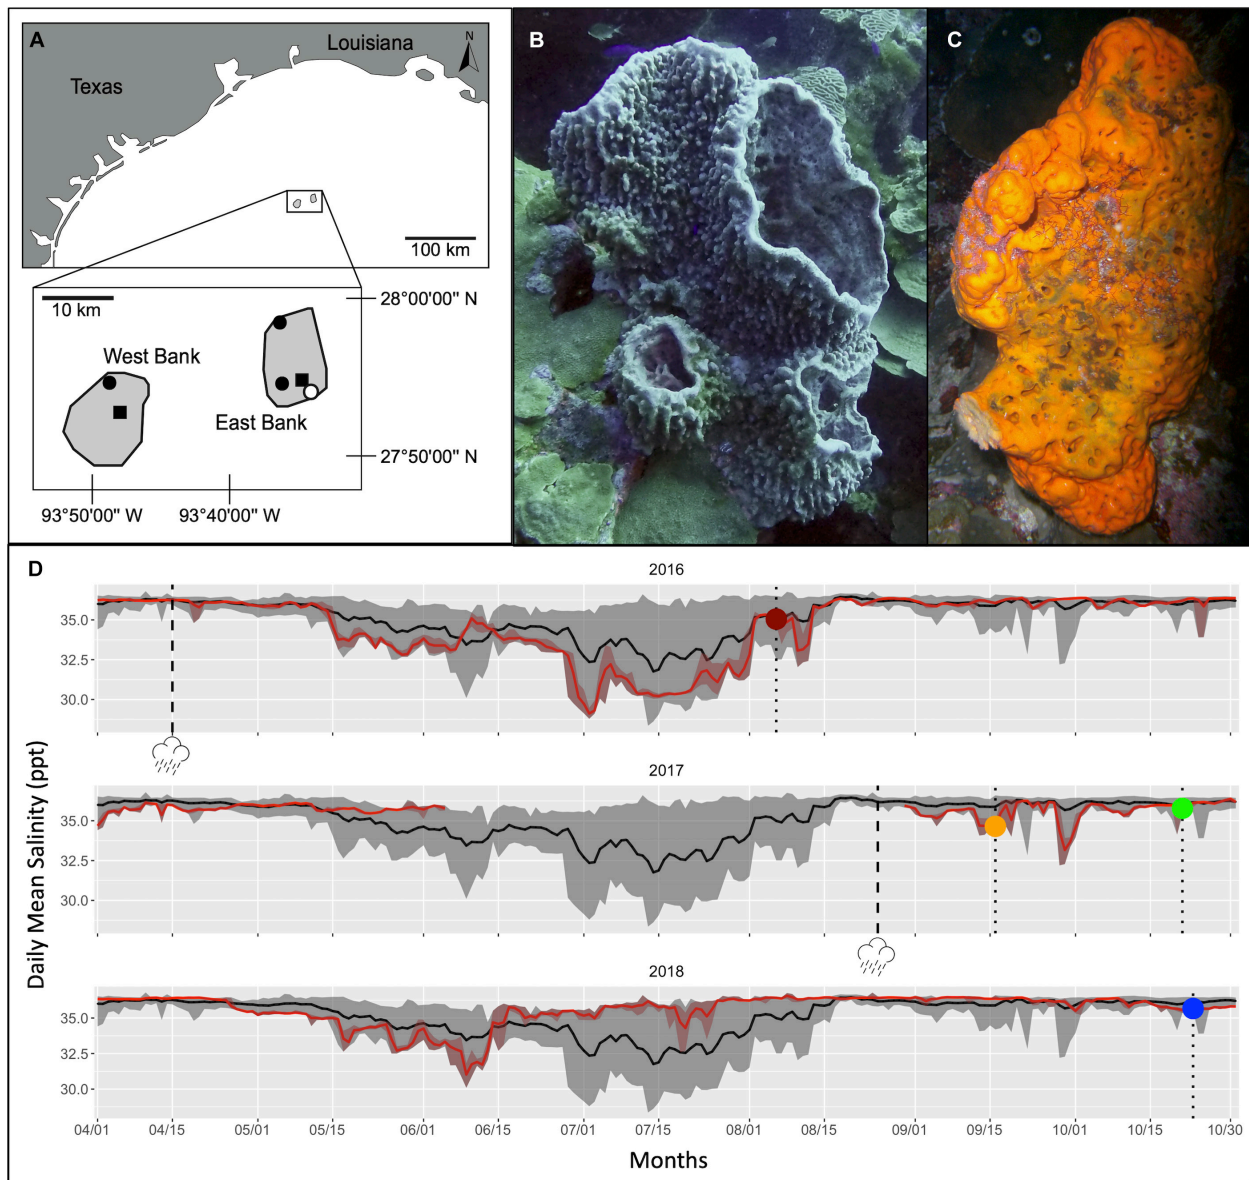 A
Louisiana
N
Texas
100 km
10 km
28°00'00" N
West Bank
East Bank
27°50'00" N
93°50'00" W
93°40'00" W
B
C
D
2016
35.0
32.5
30.0
2017
35.0
32.5
30.0
2018
35.0
32.5
30.0
Daily Mean Salinity (ppt)
04/01 04/15 05/01 05/15 06/01 06/15 07/01 07/15 08/01 08/15 09/01 09/15 10/01 10/15 10/30
Months